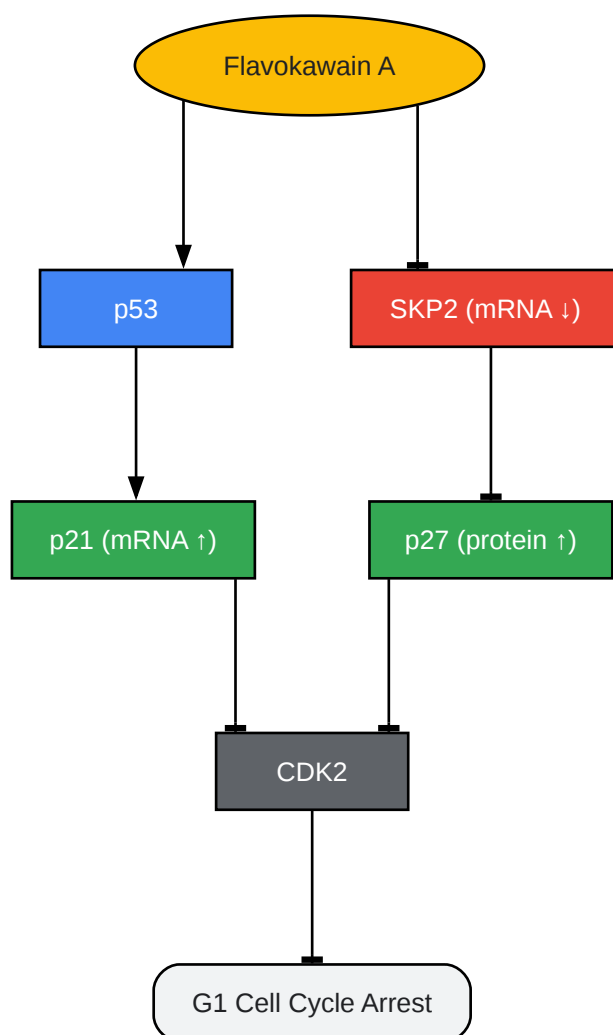 Flavokawain A
p53
SKP2 (mRNA ↓)
p21 (mRNA ↑)
p27 (protein ↑)
CDK2
G1 Cell Cycle Arrest